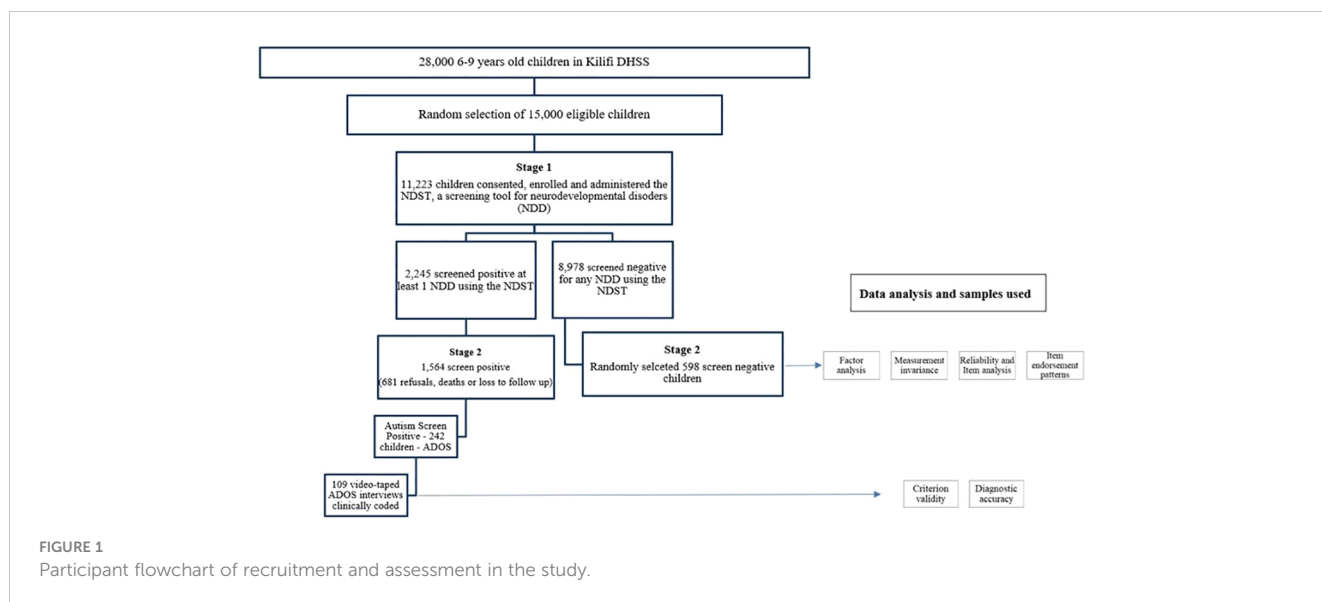 28,000 6-9 years old children in Kilifi DHSS
Random selection of 15,000 eligible children
Stage 1
11,223 children consented, enrolled and administered the
NDST, a screening tool for neurodevelopmental disoders
(NDD)
2,245 screened positive at
least 1 NDD using the NDST
8,978 screened negative
for any NDD using the
NDST
Data analysis and samples used
Stage 2
1,564 screen positive
(681 refusals, deaths or loss to follow up)
Stage 2
Randomly selceted 598 screen negative
children
Factor
analysis
Measurement
invariance
Reliability and
Item analysis
Item
endorsement
patterns
Autism Screen
Positive - 242
children - ADOS
109 video-taped
ADOS interviews
clinically coded
Criterion
validity
Diagnostic
accuracy
FIGURE 1
Participant flowchart of recruitment and assessment in the study.